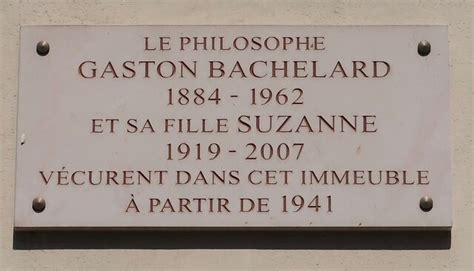 LE PHILOSOPHE
GASTON BACHELARD
1884 - 1962
ET SA FILLE SUZANNE
1919 - 2007
VÉCURENT DANS CET IMMEUBLE
À PARTIR DE 1941